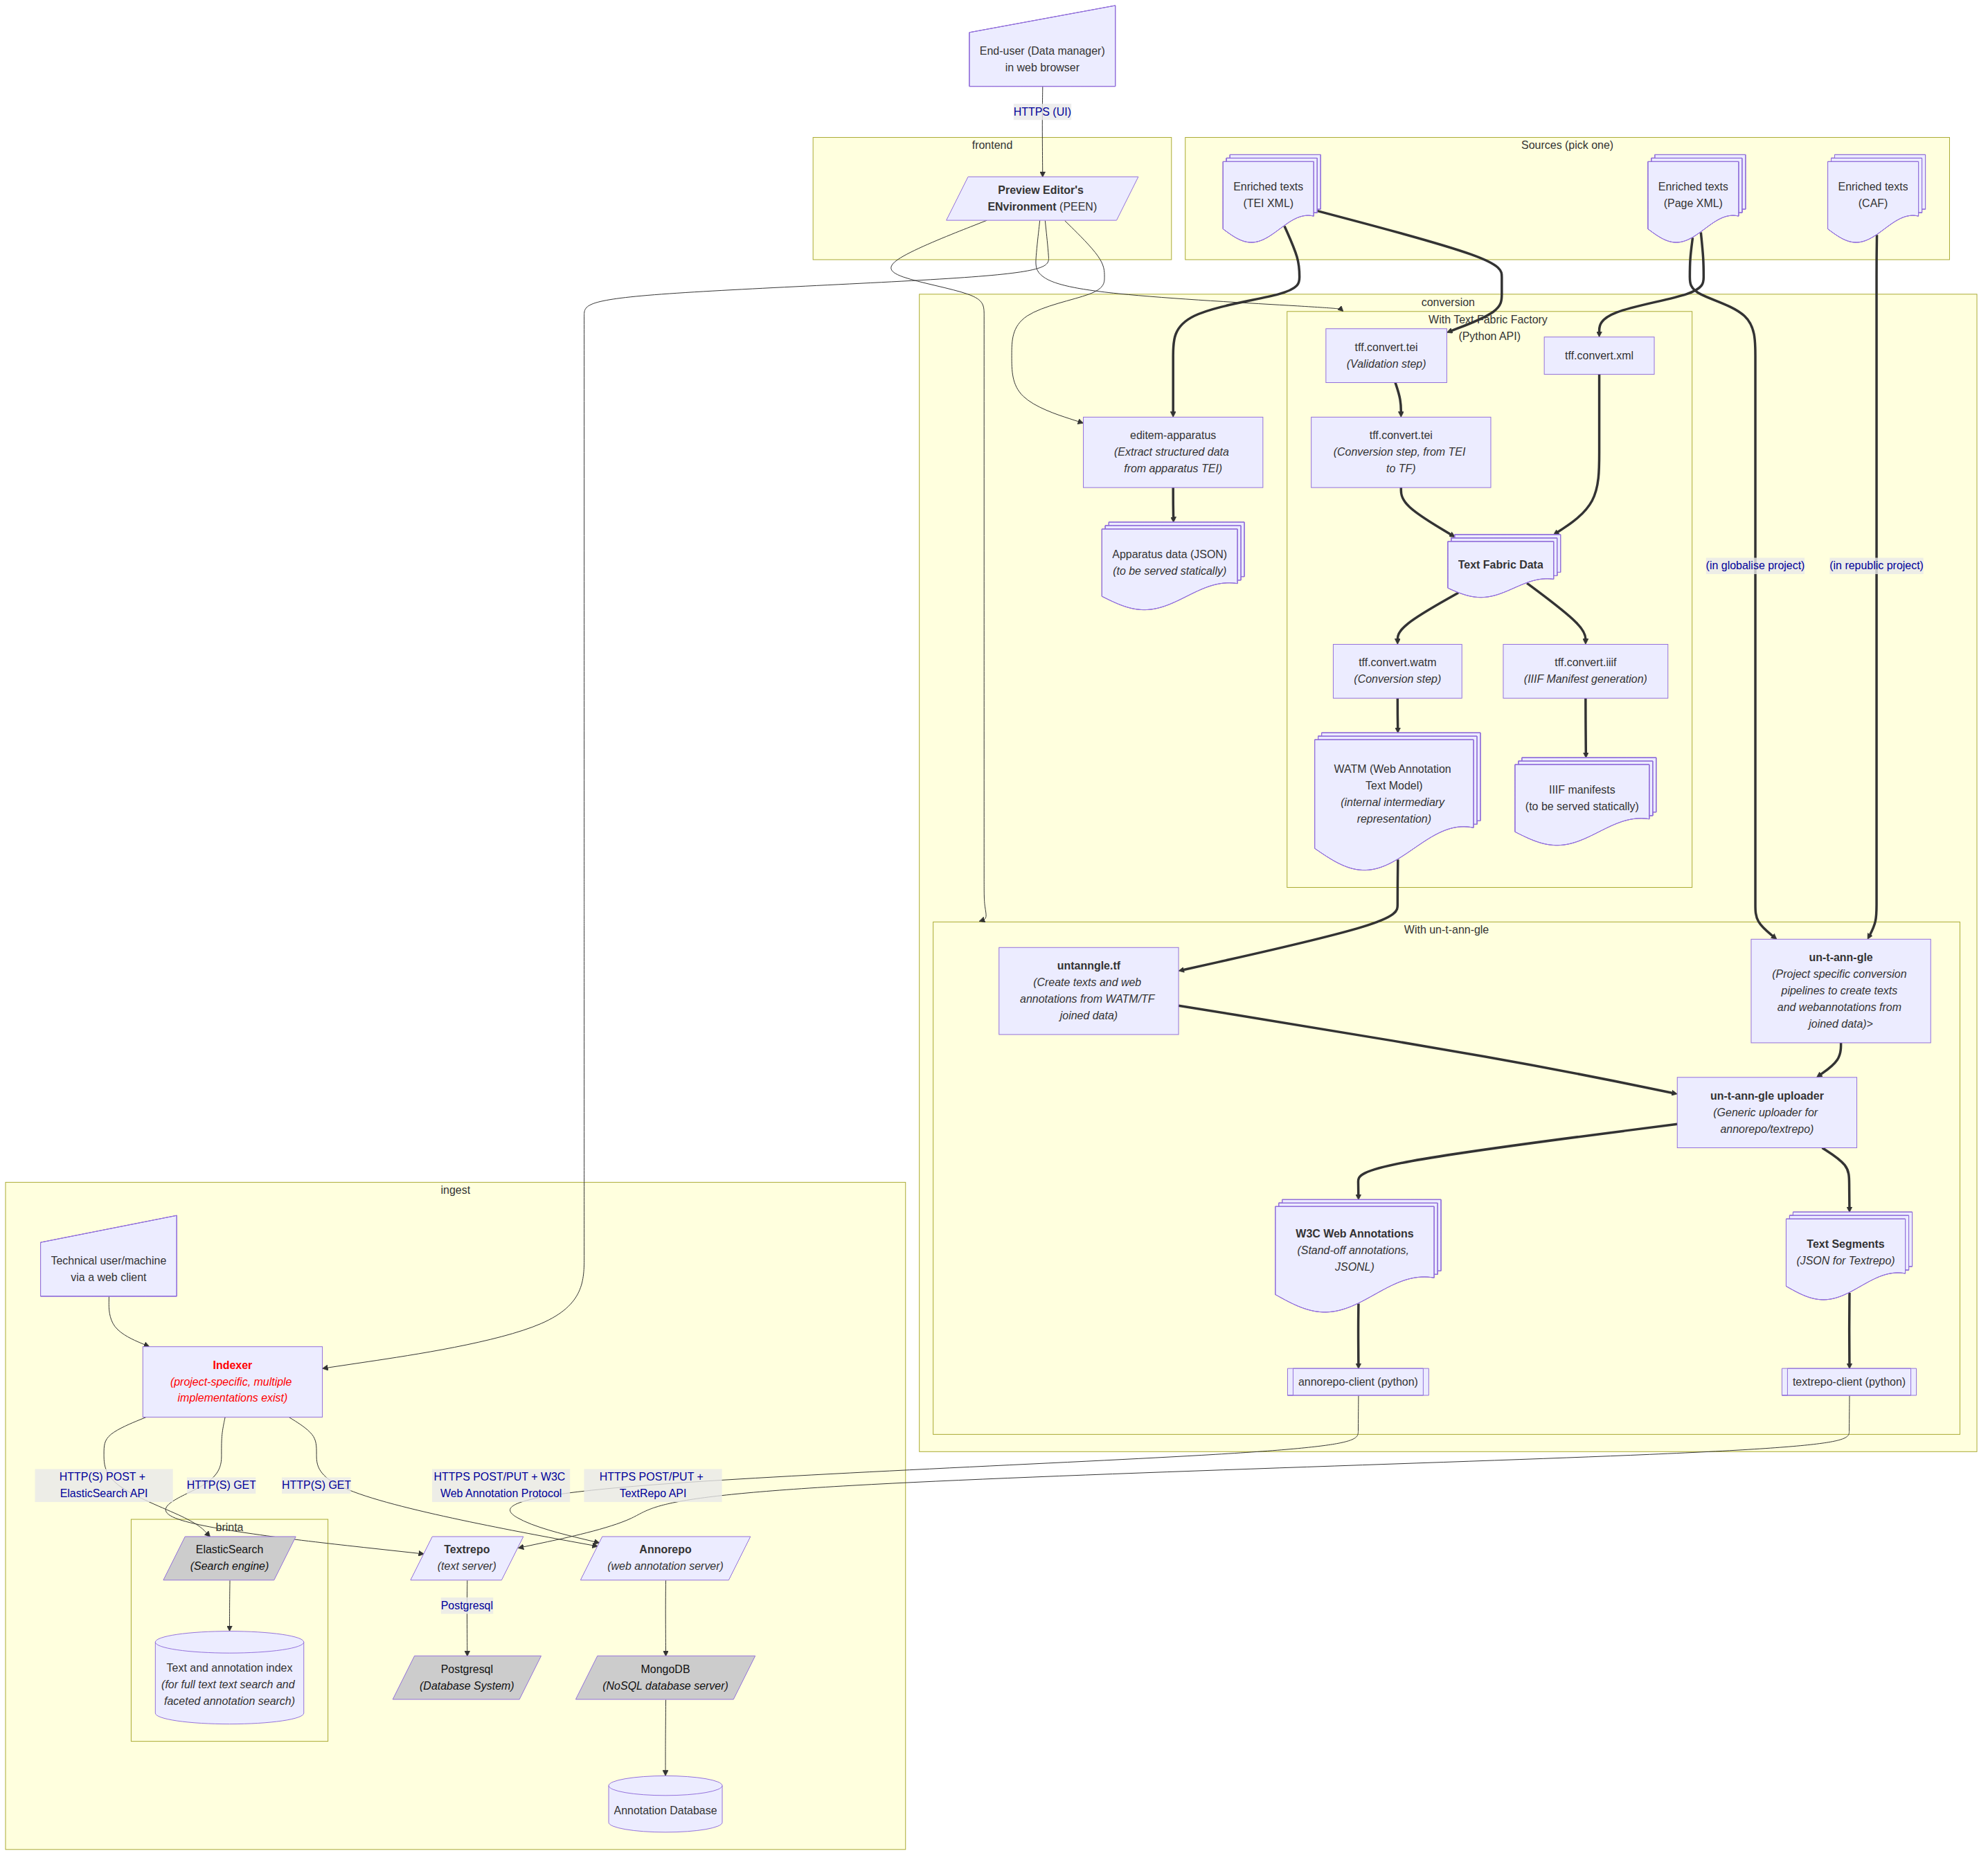 End-user (Data manager)
in web browser
HTTPS (UI)
frontend
Preview Editor's
ENvironment (PEEN)
Sources (pick one)
Enriched texts
(TEI XML)
Enriched texts
(Page XML)
Enriched texts
(CAF)
conversion
With Text Fabric Factory
(Python API)
tff.convert.tei
(Validation step)
tff.convert.xml
editem-apparatus
(Extract structured data
from apparatus TEI)
tff.convert.tei
(Conversion step, from TEI
to TF)
Apparatus data (JSON)
(to be served statically)
Text Fabric Data
(in globalise project)
(in republic project)
tff.convert.watm
(Conversion step)
tff.convert.iiif
(IIIF Manifest generation)
WATM (Web Annotation
Text Model)
(internal intermediary
representation)
IIIF manifests
(to be served statically)
With un-t-ann-gle
untanngle.tf
(Create texts and web
annotations from WATM/TF
joined data)
un-t-ann-gle
(Project specific conversion
pipelines to create texts
and webannotations from
joined data)>
un-t-ann-gle uploader
(Generic uploader for
annorepo/textrepo)
W3C Web Annotations
(Stand-off annotations,
JSONL)
Text Segments
(JSON for Textrepo)
annorepo-client (python)
textrepo-client (python)
ingest
Technical user/machine
via a web client
Indexer
(project-specific, multiple
implementations exist)
HTTP(S) POST +
ElasticSearch API
HTTP(S) GET
HTTP(S) GET
HTTPS POST/PUT + W3C
Web Annotation Protocol
HTTPS POST/PUT +
TextRepo API
brinta
ElasticSearch
(Search engine)
Textrepo
(text server)
Annorepo
(web annotation server)
Postgresql
Text and annotation index
(for full text text search and
faceted annotation search)
Postgresql
(Database System)
MongoDB
(NoSQL database server)
Annotation Database